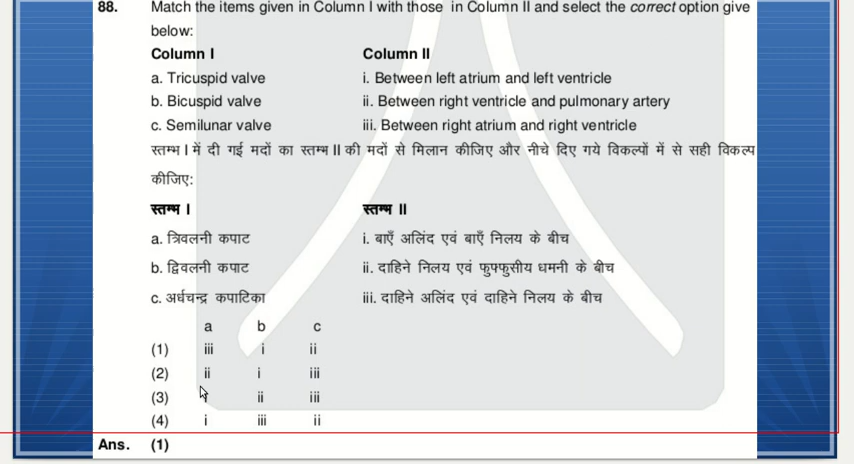 88. Match the items given in Column I with those in Column II and select the correct option give
below:
Column I Column II
a. Tricuspid valve i. Between left atrium and left ventricle
b. Bicuspid valve ii. Between right ventricle and pulmonary artery
c. Semilunar valve iii. Between right atrium and right ventricle
स्तम्भ I में दी गई मदों का स्तम्भ II की मदों से मिलान कीजिए और नीचे दिए गये विकल्पों में से सही विकल्प
कीजिए:
स्तम्भ I स्तम्भ II
a. त्रिवलनी कपाट i. बाएँ अलिंद एवं बाएँ निलय के बीच
b. द्विवलनी कपाट ii. दाहिने निलय एवं फुफ्फुसीय धमनी के बीच
c. अर्धचन्द्र कपाटिका iii. दाहिने अलिंद एवं दाहिने निलय के बीच
a b c
(1) iii i ii
(2) ii i iii
(3) i ii iii
(4) i iii ii
Ans. (1)